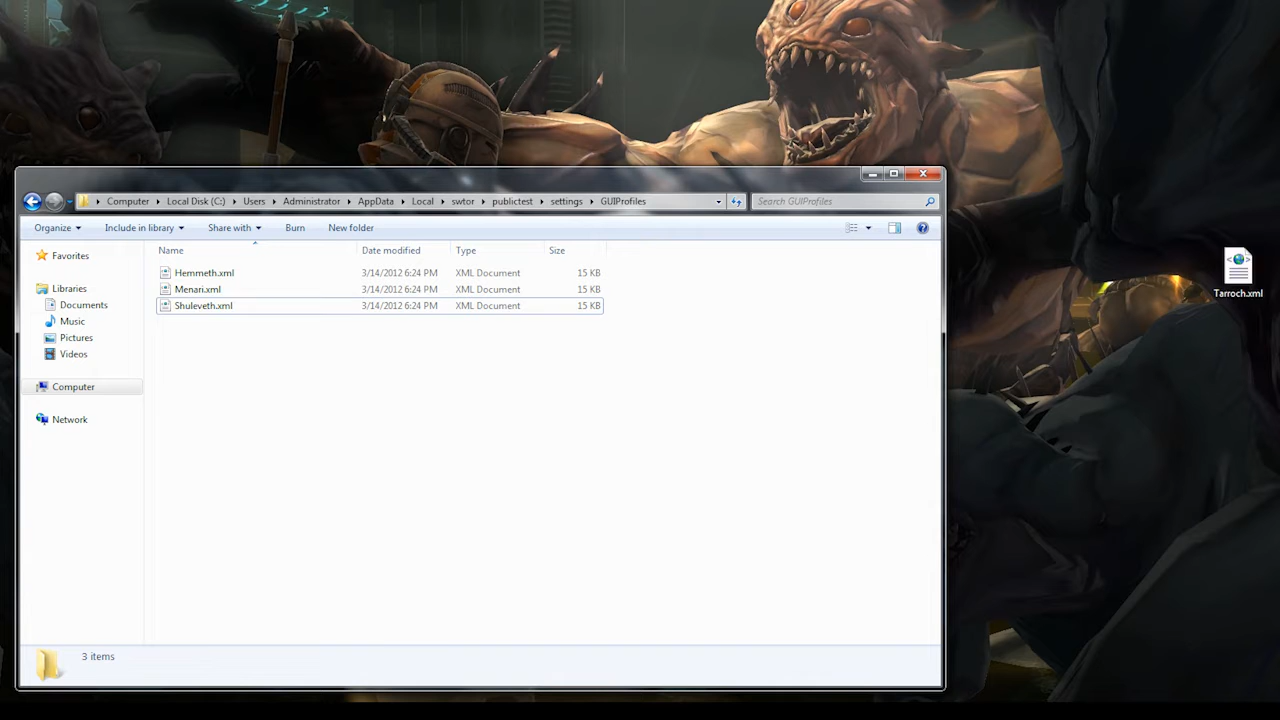 Computer Local Disk (C:) Users Administrator AppData Local swtor publictest settings GUIProfiles Search GUIProfiles
Organize Include in library Share with Burn New folder
Name Date modified Type Size
Hemmeth.xml 3/14/2012 6:24 PM XML Document 15 KB
Menari.xml 3/14/2012 6:24 PM XML Document 15 KB
Shuleveth.xml 3/14/2012 6:24 PM XML Document 15 KB
Favorites
Libraries
Documents
Music
Pictures
Videos
Computer
Network
3 items
Tarroch.xml